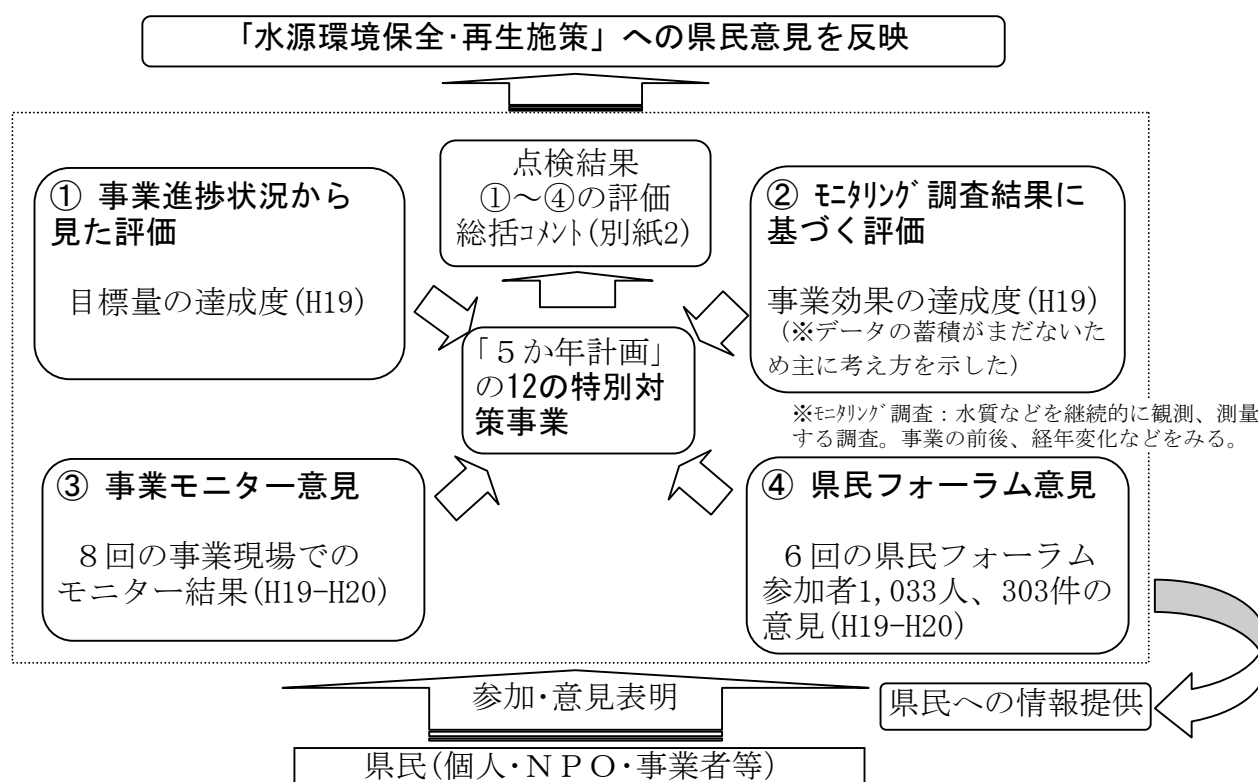 「水源環境保全・再生施策」への県民意見を反映
点検結果
①～④の評価
総括ｺﾒﾝﾄ(別紙2)
① 事業進捗状況から
見た評価
目標量の達成度(H19)
② ﾓﾆﾀﾘﾝｸﾞ調査結果に
基づく評価
事業効果の達成度(H19)
(※データの蓄積がまだないた
め主に考え方を示した)
「５か年計画」
の12の特別対
策事業
※ﾓﾆﾀﾘﾝｸﾞ調査：水質などを継続的に観測、測量
する調査。事業の前後、経年変化などをみる。
③ 事業モニター意見
８回の事業現場での
モニター結果(H19-H20)
④ 県民フォーラム意見
６回の県民フォーラム
参加者1,033人、303件の
意見(H19-H20)
参加・意見表明
県民への情報提供
県民(個人・ＮＰＯ・事業者等)